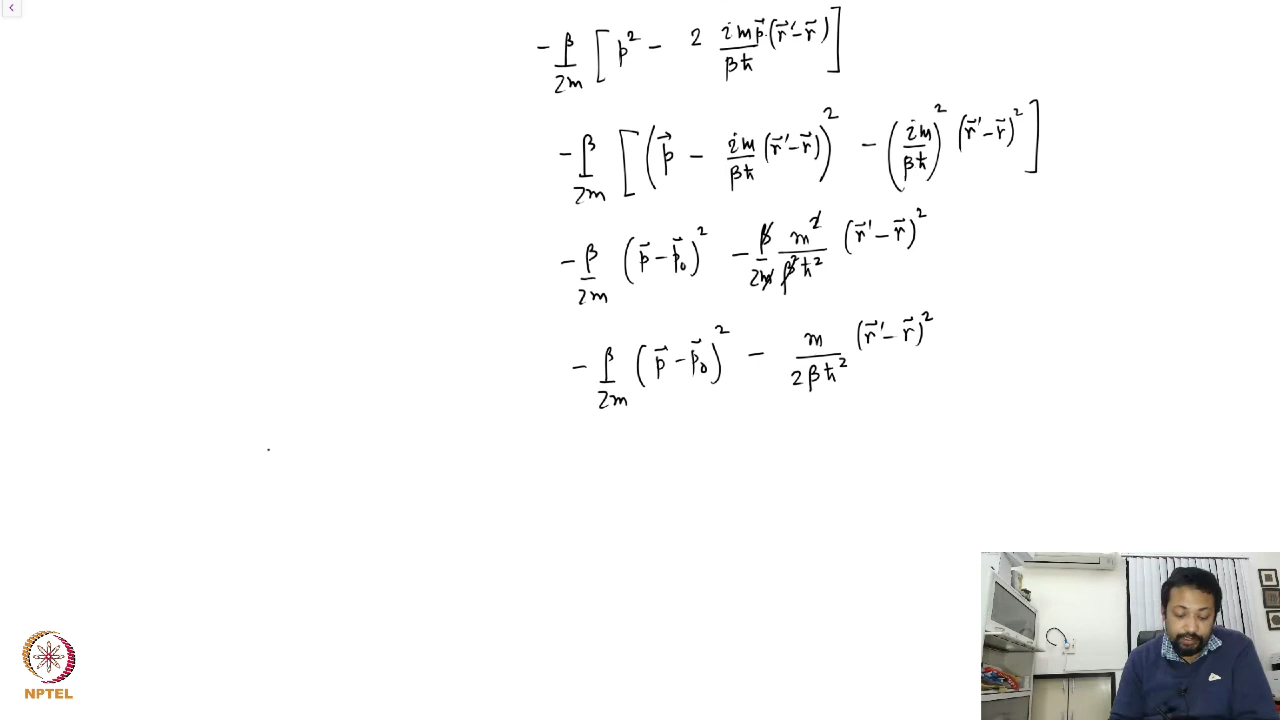 -β/2m [p² - 2 im p⃗·(r⃗′-r⃗)/βħ]
-β/2m [(p⃗ - im/βħ (r⃗′-r⃗))² - (im/βħ)² (r⃗′-r⃗)²]
-β/2m (p⃗-p⃗₀)² - β/2m m²/β²ħ² (r⃗′-r⃗)²
-β/2m (p⃗-p⃗₀)² - m/2βħ² (r⃗′-r⃗)²
NPTEL